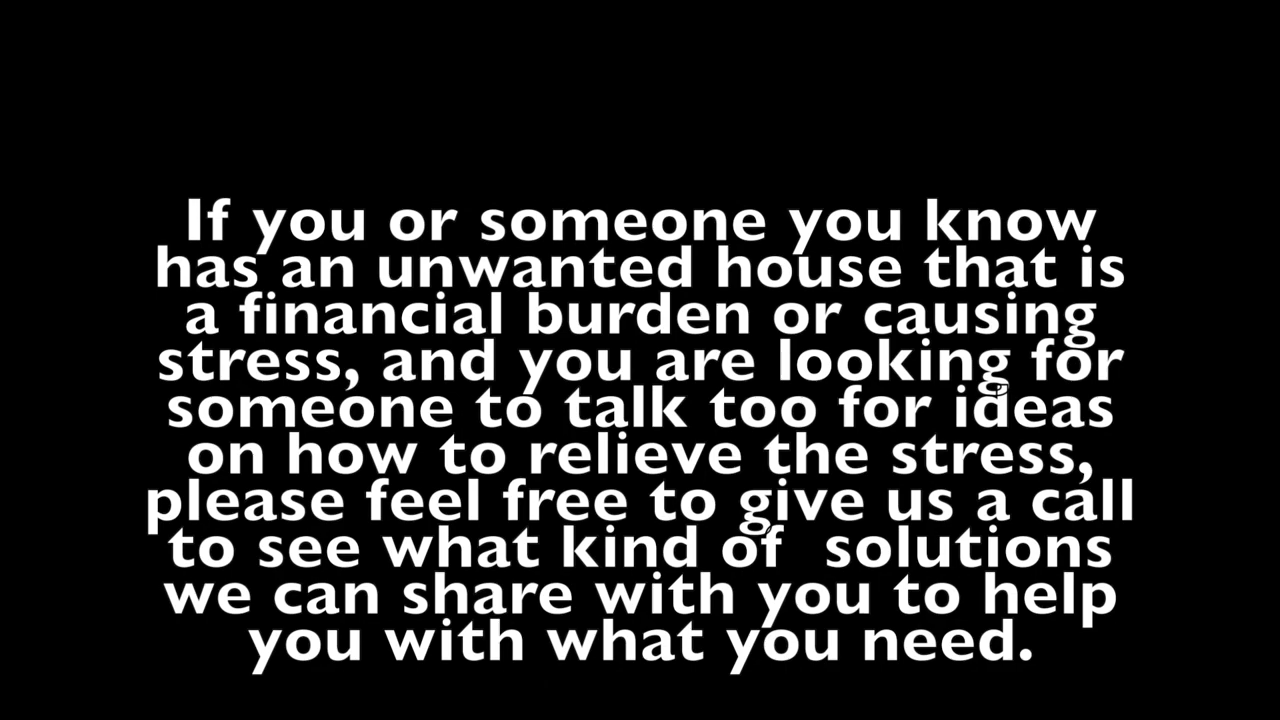 If you or someone you know
has an unwanted house that is
a financial burden or causing
stress, and you are looking for
someone to talk too for ideas
on how to relieve the stress,
please feel free to give us a call
to see what kind of  solutions
we can share with you to help
you with what you need.